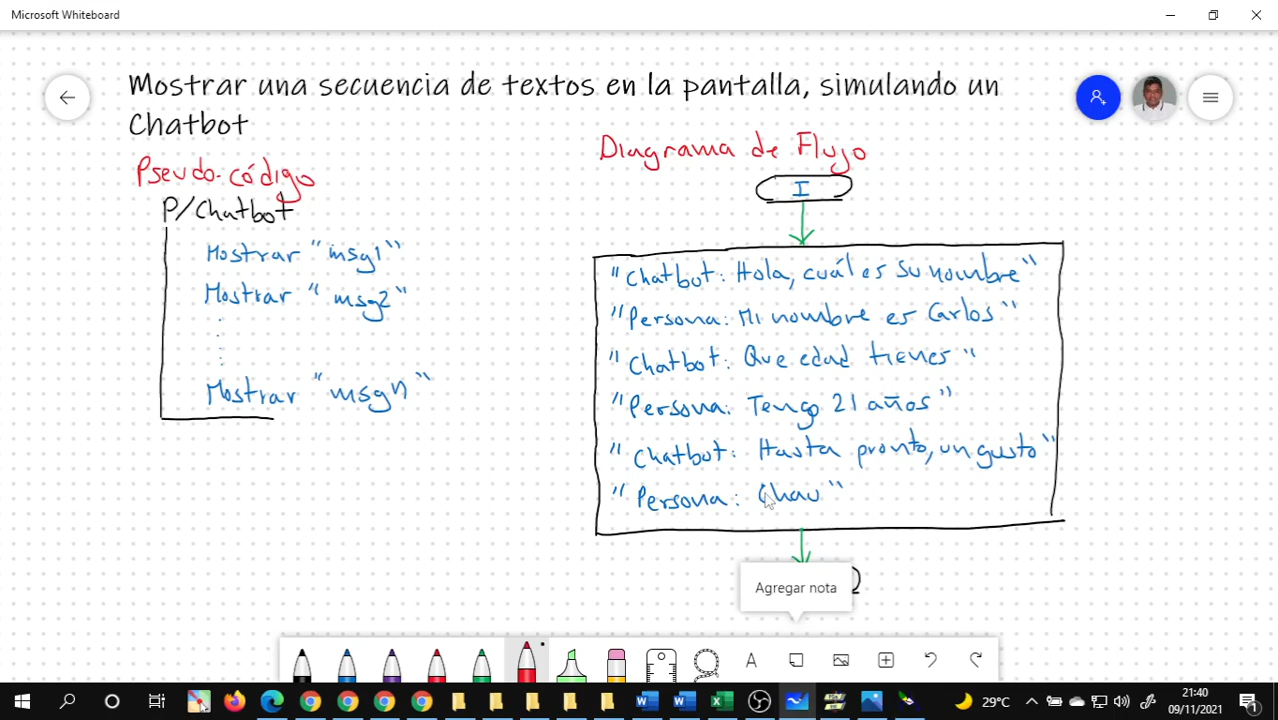 Microsoft Whiteboard
Mostrar una secuencia de textos en la pantalla, simulando un
Chatbot
Pseudo-código
P/Chatbot
Mostrar "msg1"
Mostrar "msg2"
Mostrar "msgn"
Diagrama de Flujo
I
"Chatbot: Hola, cuál es su nombre"
"Persona: Mi nombre es Carlos"
"Chatbot: Que edad tienes"
"Persona: Tengo 21 años"
"Chatbot: Hasta pronto, un gusto"
"Persona: Chau"
Agregar nota
A
29°C
21:40
09/11/2021
1